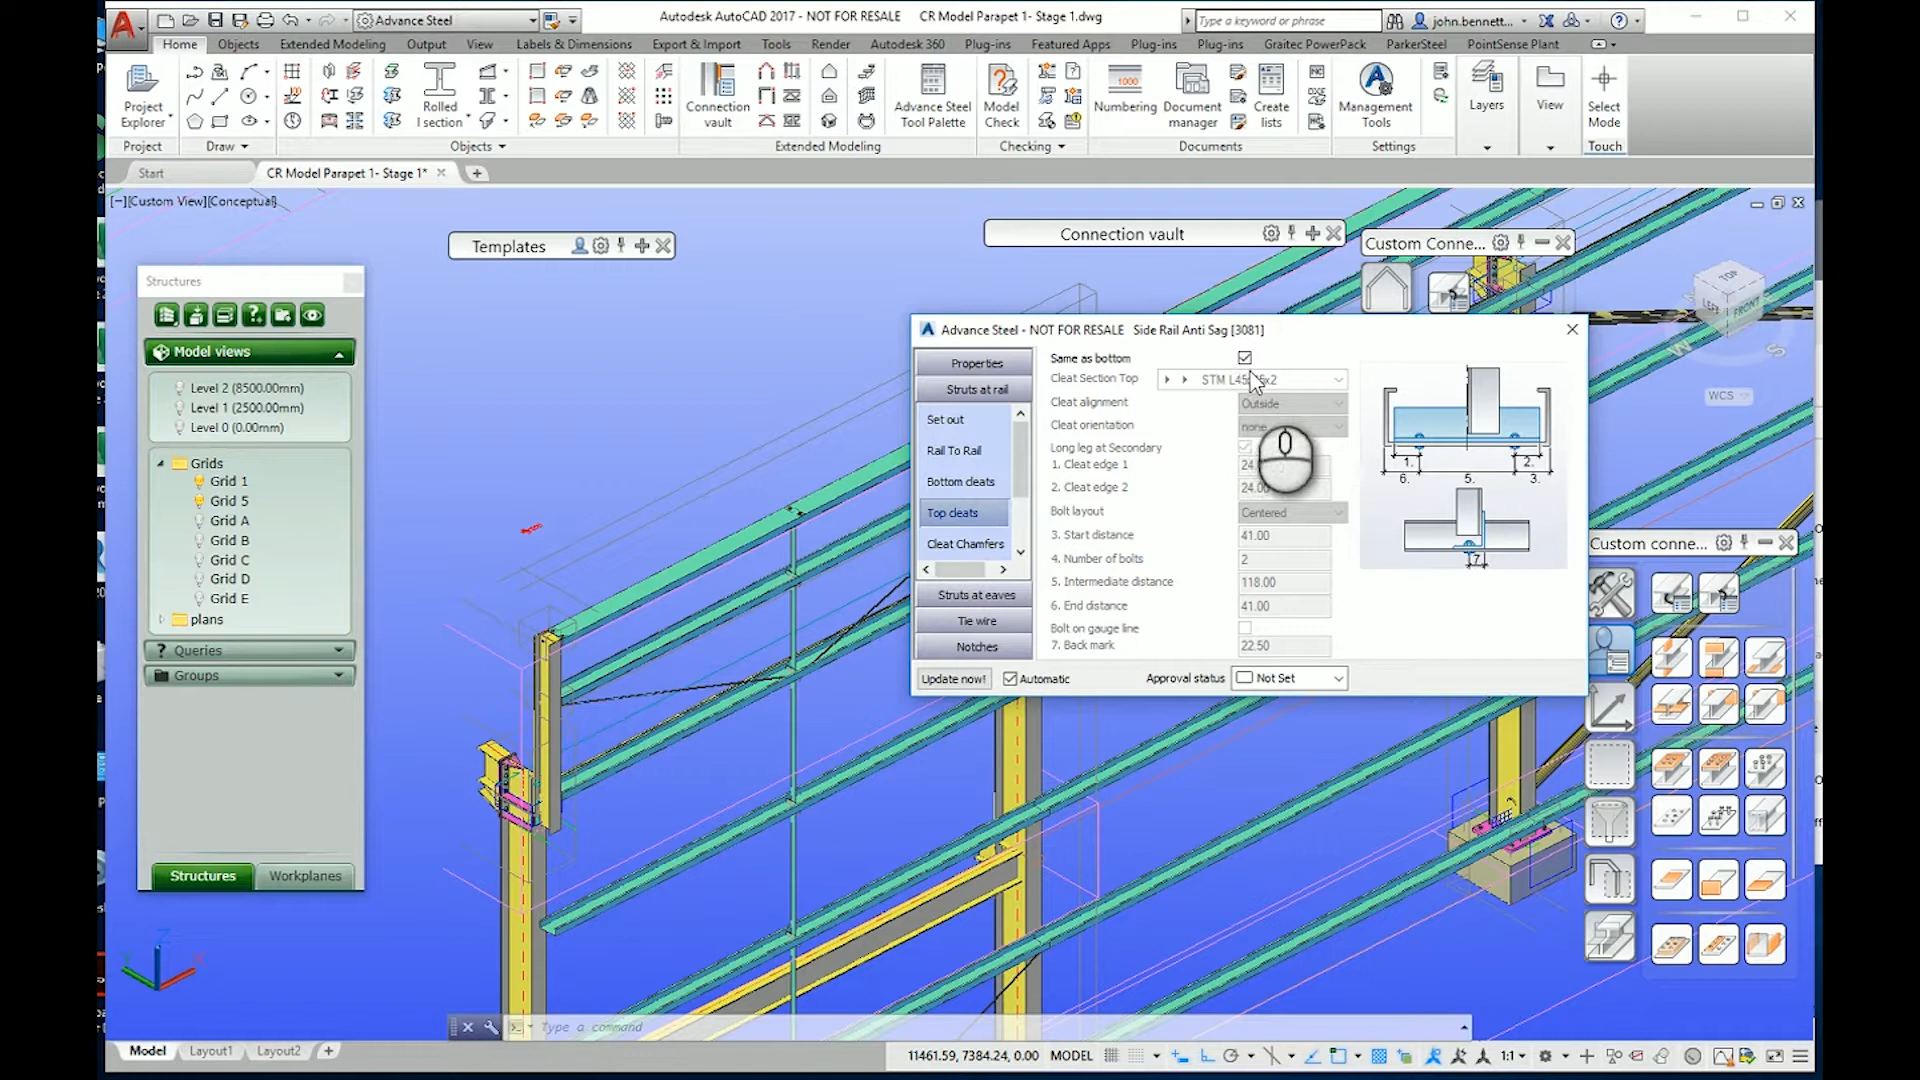 Advance Steel
Autodesk AutoCAD 2017 - NOT FOR RESALE CR Model Parapet 1- Stage 1.dwg
Type a keyword or phrase
john.bennett...
Home Objects Extended Modeling Output View Labels & Dimensions Export & Import Tools Render Autodesk 360 Plug-ins Featured Apps Plug-ins Plug-ins Graitec PowerPack ParkerSteel PointSense Plant
Project Explorer
Rolled I section
Connection vault
Advance Steel Tool Palette
Model Check
1000
Numbering
Document manager
Create lists
Management Tools
Layers
View
Select Mode
Project Draw Objects Extended Modeling Checking Documents Settings Touch
Start CR Model Parapet 1- Stage 1*
[−][Custom View][Conceptual]
Templates
Connection vault
Custom Conne...
Structures
Model views
Level 2 (8500.00mm)
Level 1 (2500.00mm)
Level 0 (0.00mm)
Grids
Grid 1
Grid 5
Grid A
Grid B
Grid C
Grid D
Grid E
plans
Queries
Groups
Structures Workplanes
Advance Steel - NOT FOR RESALE Side Rail Anti Sag [3081]
Properties
Struts at rail
Set out
Rail To Rail
Bottom cleats
Top cleats
Cleat Chamfers
Struts at eaves
Tie wire
Notches
Same as bottom
Cleat Section Top
Cleat alignment Outside
Cleat orientation none
Long leg at Secondary
1. Cleat edge 1
2. Cleat edge 2
Bolt layout Centered
3. Start distance 41.00
4. Number of bolts 2
5. Intermediate distance 118.00
6. End distance 41.00
Bolt on gauge line
7. Back mark 22.50
1. 2.
6. 5. 3.
7.
Update now! Automatic Approval status Not Set
TOP
LEFT FRONT
W S
WCS
Custom conne...
Type a command
Model Layout1 Layout2
11461.59, 7384.24, 0.00 MODEL 1:1